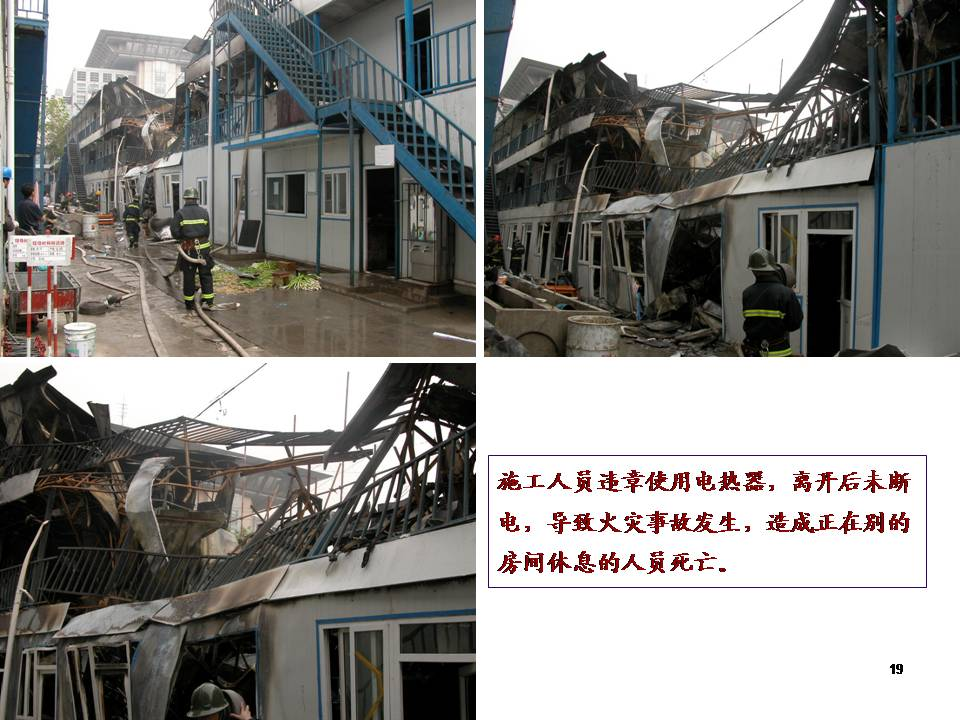 施工人员违章使用电热器，离开后未断
电，导致火灾事故发生，造成正在别的
房间休息的人员死亡。
19